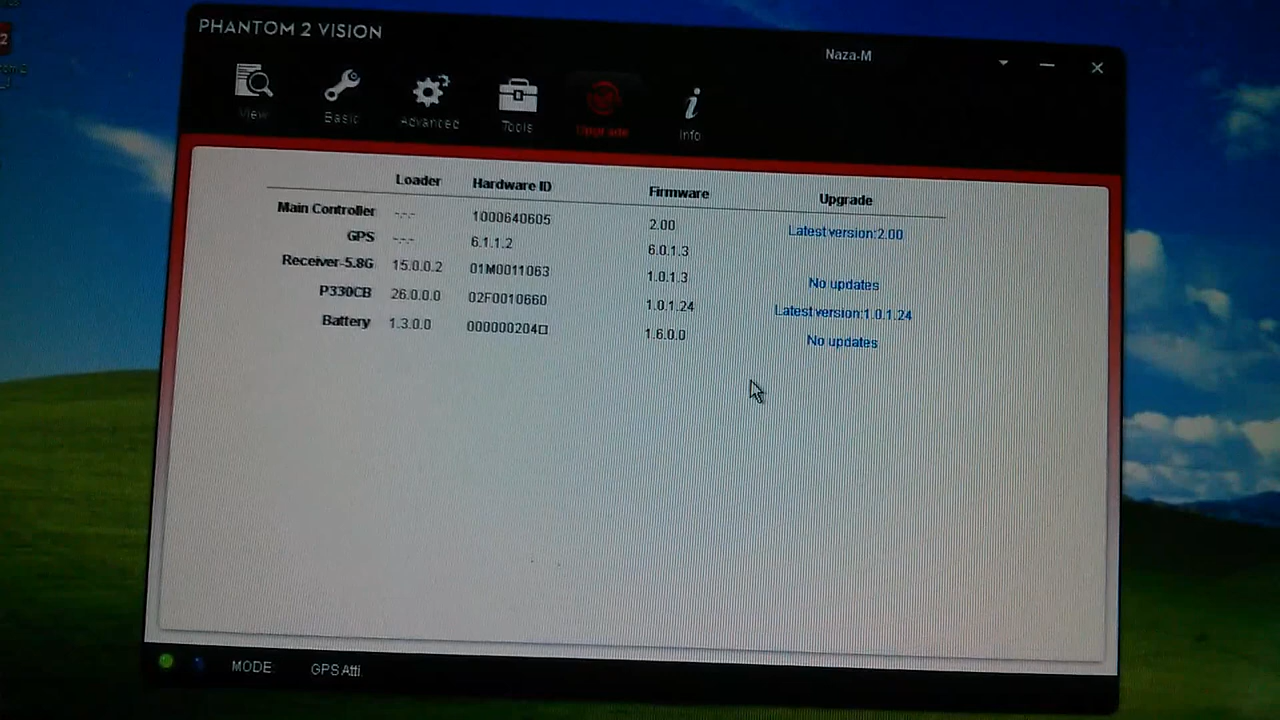 PHANTOM 2 VISION
Naza-M
View Basic Advanced Tools Upgrade Info
Loader Hardware ID Firmware Upgrade
Main Controller -.-.- 1000640605 2.00 Latest version:2.00
GPS -.-.- 6.1.1.2 6.0.1.3
Receiver-5.8G 15.0.0.2 01M0011063 1.0.1.3 No updates
P330CB 26.0.0.0 02F0010660 1.0.1.24 Latest version:1.0.1.24
Battery 1.3.0.0 000000204□ 1.6.0.0 No updates
MODE GPS Atti.